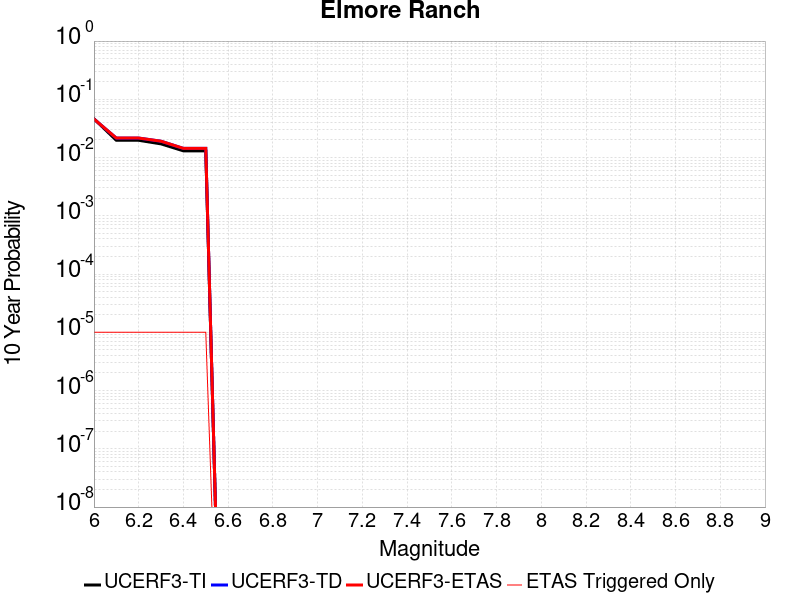 Elmore Ranch
10 0
10 -1
10 -2
10 -3
10 -4
10 -5
10 -6
10 -7
10 -8
10 Year Probability
6 6.2 6.4 6.6 6.8 7 7.2 7.4 7.6 7.8 8 8.2 8.4 8.6 8.8 9
Magnitude
UCERF3-TI UCERF3-TD UCERF3-ETAS ETAS Triggered Only